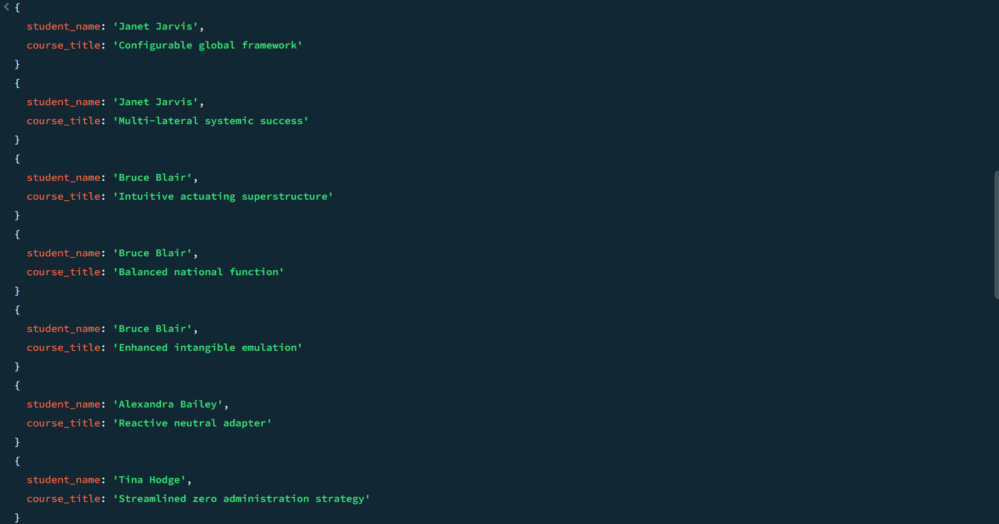 {
student_name: 'Janet Jarvis',
course_title: 'Configurable global framework'
}
{
student_name: 'Janet Jarvis',
course_title: 'Multi-lateral systemic success'
}
{
student_name: 'Bruce Blair',
course_title: 'Intuitive actuating superstructure'
}
{
student_name: 'Bruce Blair',
course_title: 'Balanced national function'
}
{
student_name: 'Bruce Blair',
course_title: 'Enhanced intangible emulation'
}
{
student_name: 'Alexandra Bailey',
course_title: 'Reactive neutral adapter'
}
{
student_name: 'Tina Hodge',
course_title: 'Streamlined zero administration strategy'
}